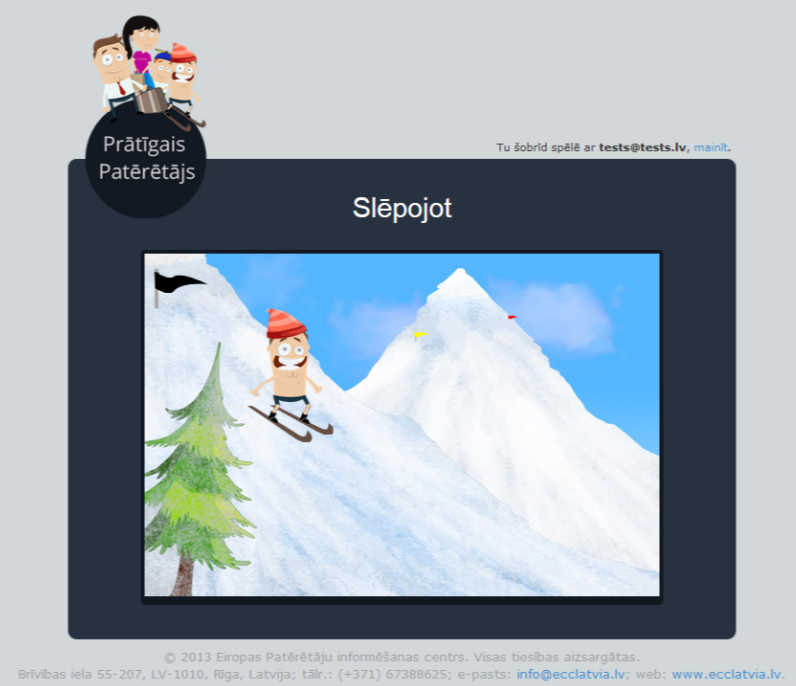 Prātīgais
Patērētājs
Tu šobrīd spēlē ar tests@tests.lv, mainīt.
Slēpojot
© 2013 Eiropas Patērētāju informēšanas centrs. Visas tiesības aizsargātas.
Brīvības iela 55-207, LV-1010, Rīga, Latvija; tālr.: (+371) 67388625; e-pasts: info@ecclatvia.lv; web: www.ecclatvia.lv.